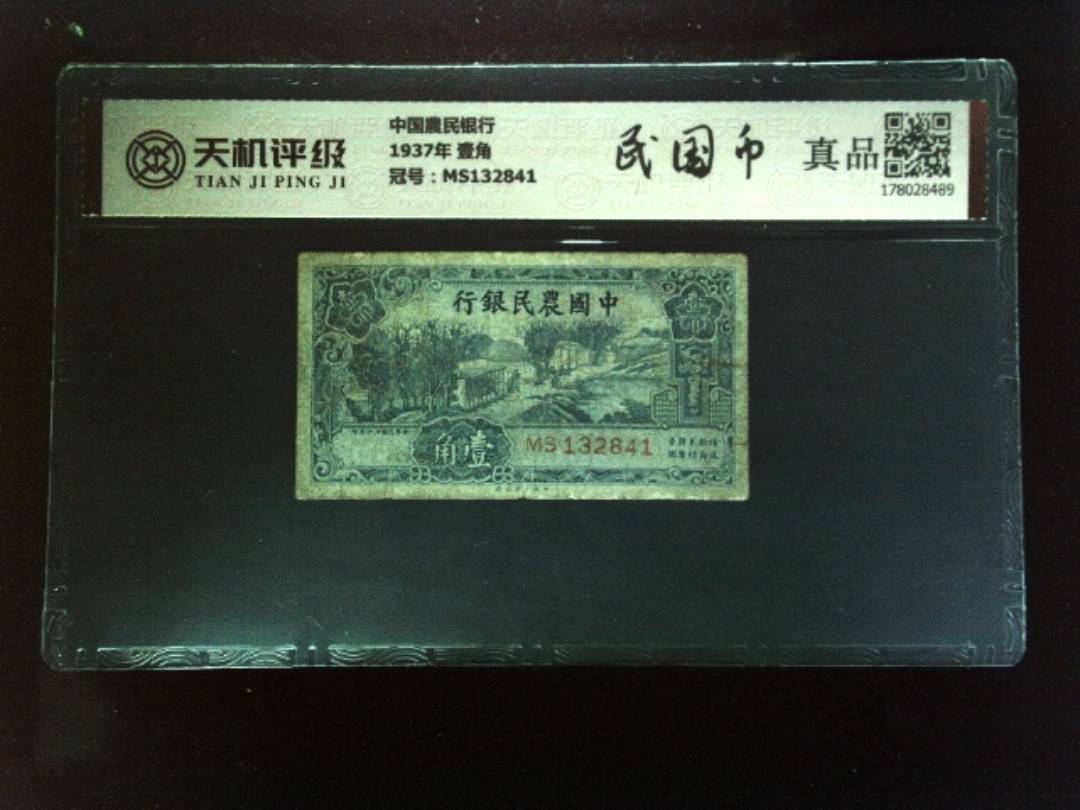 天机评级
TIAN JI PING JI
中国農民银行
1937年 壹角
冠号：MS132841
民国币
真品
178028489
行銀民農國中
角壹
MS132841